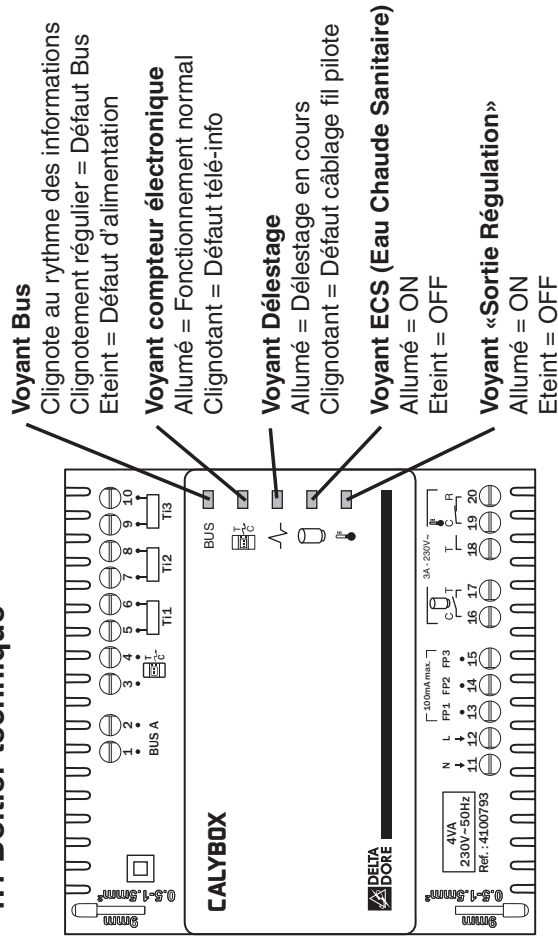 Boîtier technique
Voyant Bus
Clignote au rythme des informations
Clignotement régulier = Défaut Bus
Eteint = Défaut d'alimentation
Voyant compteur électronique
Allumé = Fonctionnement normal
Clignotant = Défaut télé-info
Voyant Délestage
Allumé = Délestage en cours
Clignotant = Défaut câblage fil pilote
Voyant ECS (Eau Chaude Sanitaire)
Allumé = ON
Eteint = OFF
Voyant «Sortie Régulation»
Allumé = ON
Eteint = OFF
9mm
0.5-1.5mm²
1 2 3 4 5 6 7 8 9 10
BUS A
T
C
Ti1 Ti2 Ti3
CALYBOX
BUS
T
C
DELTA DORE
4VA
230V~50Hz
Ref. : 4100793
100mA max.
3A - 230V~
N L FP1 FP2 FP3 C T T C R
11 12 13 14 15 16 17 18 19 20
9mm
0.5-1.5mm²